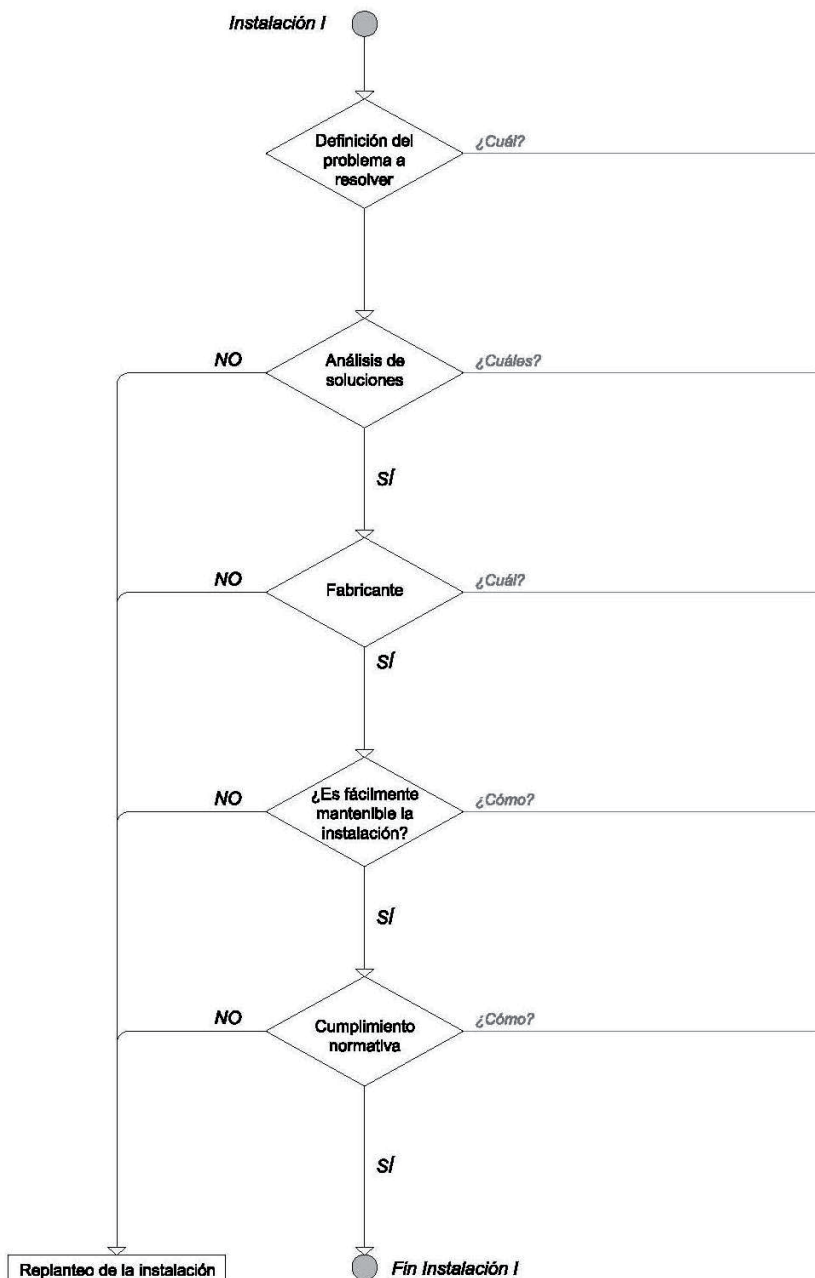 Instalación I
Definición del
problema a
resolver
¿Cuál?
NO
Análisis de
soluciones
¿Cuáles?
SÍ
NO
Fabricante
¿Cuál?
SÍ
NO
¿Es fácilmente
mantenible la
instalación?
¿Cómo?
SÍ
NO
Cumplimiento
normativa
¿Cómo?
SÍ
Replanteo de la instalación
Fin Instalación I